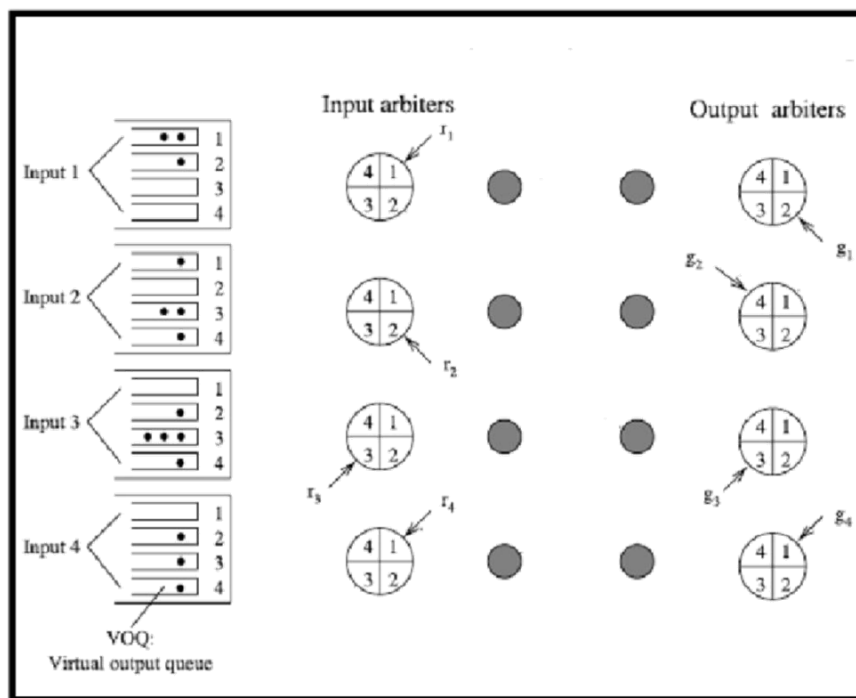 Input arbiters
Output arbiters
Input 1
1
2
3
4
4 1
3 2
r1
4 1
3 2
g1
Input 2
1
2
3
4
4 1
3 2
r2
g2
4 1
3 2
Input 3
1
2
3
4
4 1
3 2
r3
4 1
3 2
g3
Input 4
1
2
3
4
r4
4 1
3 2
g4
4 1
3 2
VOQ:
Virtual output queue